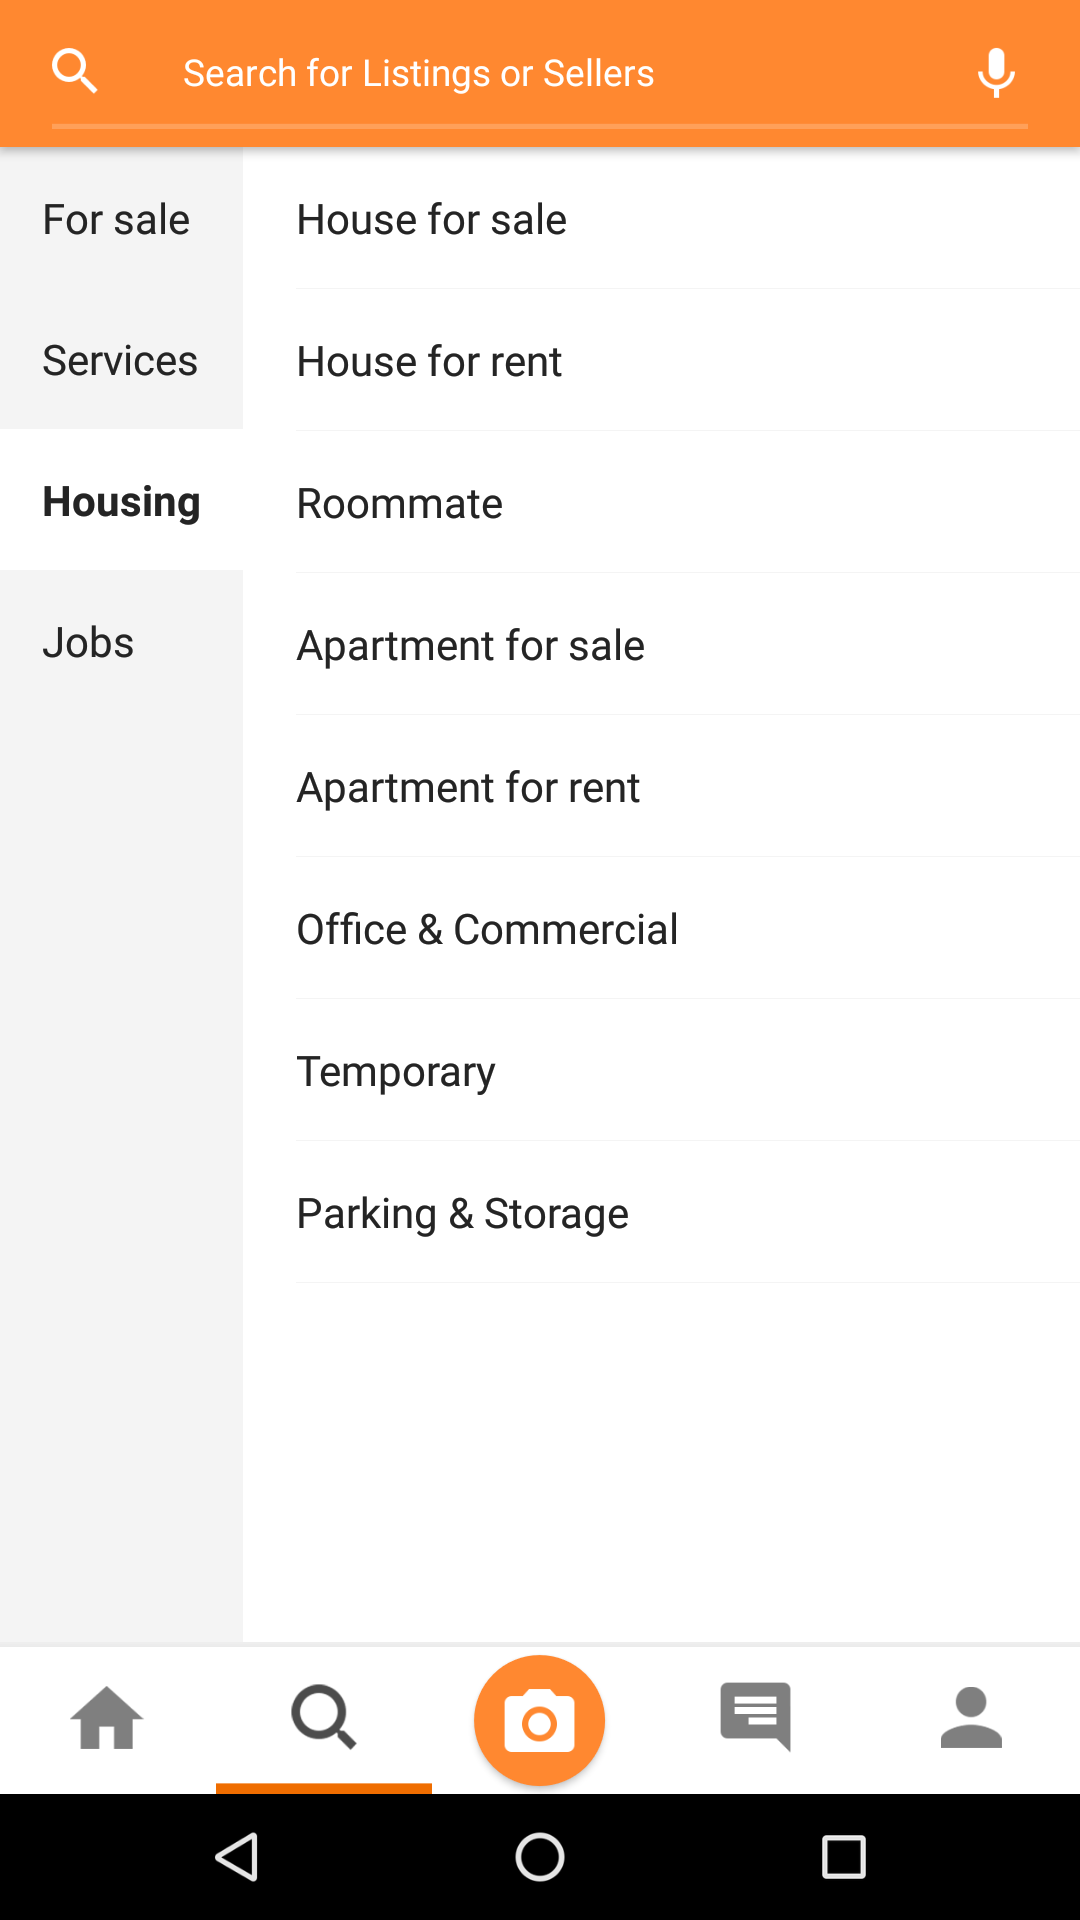 Search for Listings or Sellers
For sale
Services
Housing
Jobs
House for sale
House for rent
Roommate
Apartment for sale
Apartment for rent
Office & Commercial
Temporary
Parking & Storage